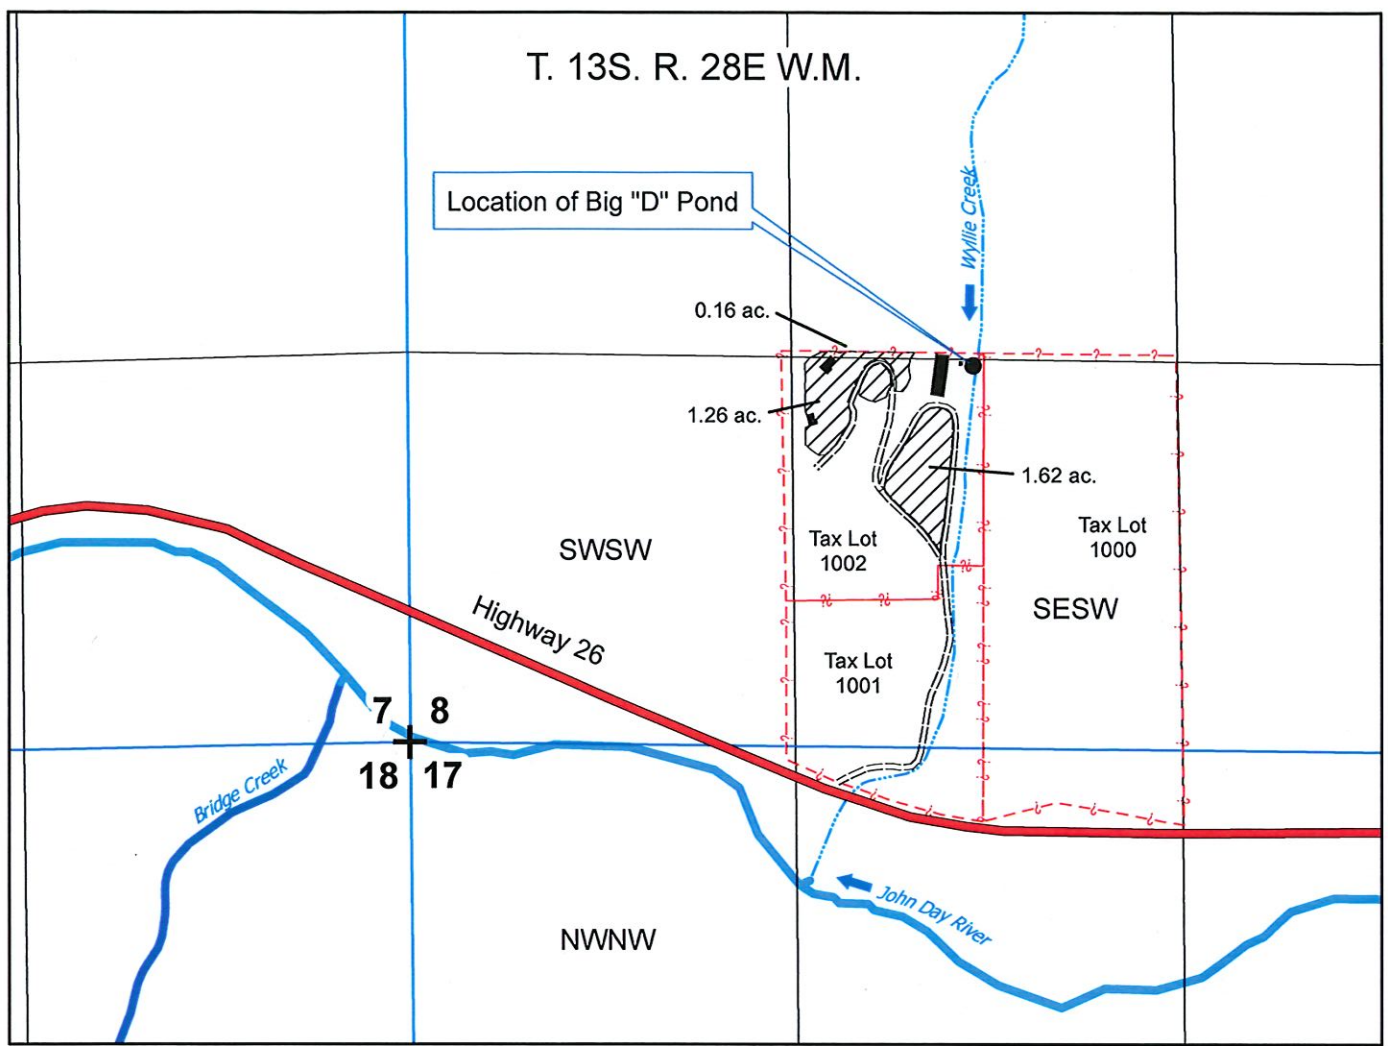 T. 13S. R. 28E W.M.
Location of Big "D" Pond
Wyllie Creek
0.16 ac.
1.26 ac.
1.62 ac.
Tax Lot
1002
Tax Lot
1000
SWSW
SESW
Highway 26
Tax Lot
1001
7 8
18 17
Bridge Creek
John Day River
NWNW